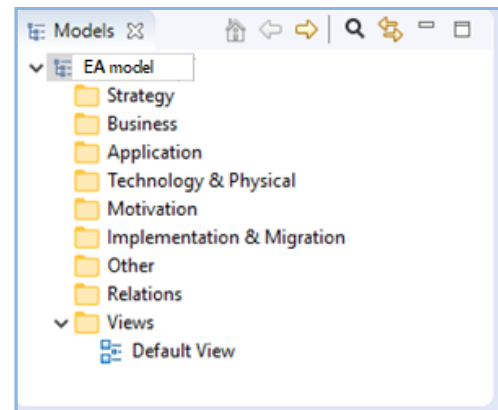 Models
EA model
Strategy
Business
Application
Technology & Physical
Motivation
Implementation & Migration
Other
Relations
Views
Default View